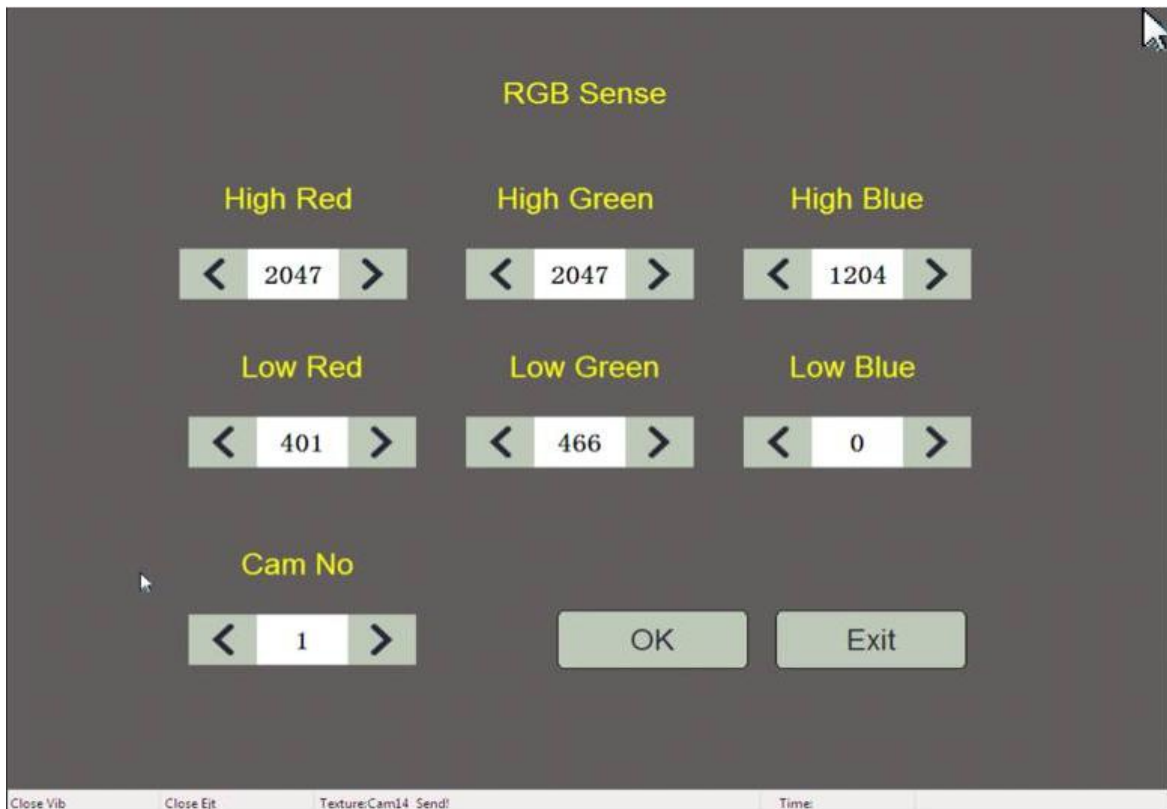 RGB Sense
High Red High Green High Blue
2047 2047 1204
Low Red Low Green Low Blue
401 466 0
Cam No
1 OK Exit
Close Vib Close Ejt Texture:Cam14 Send! Time: